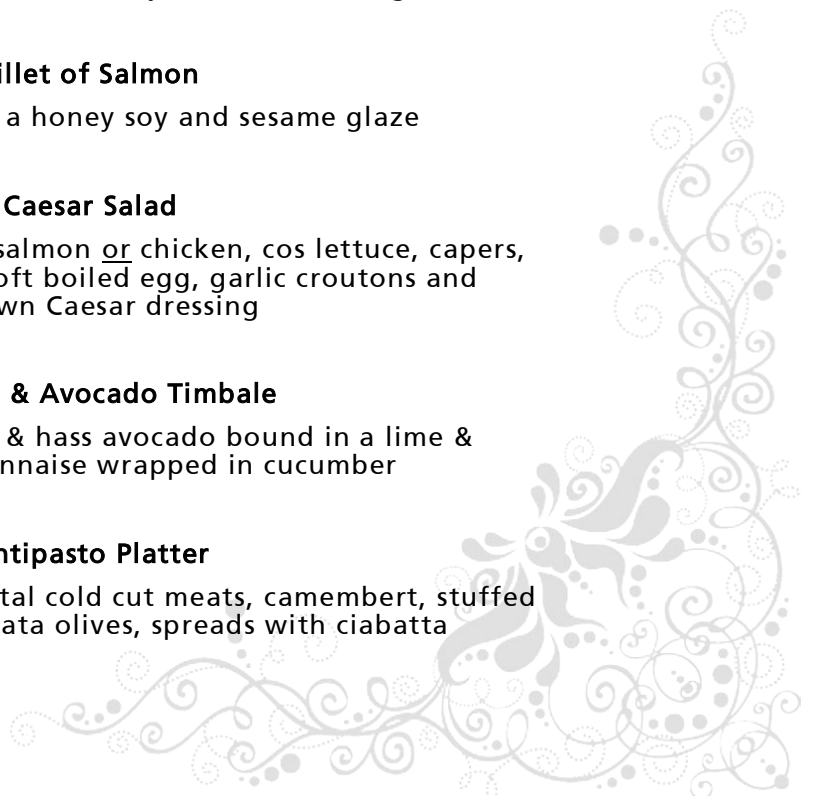 illet of Salmon
a honey soy and sesame glaze
Caesar Salad
salmon or chicken, cos lettuce, capers,
oft boiled egg, garlic croutons and
wn Caesar dressing
& Avocado Timbale
& hass avocado bound in a lime &
nnaise wrapped in cucumber
ntipasto Platter
tal cold cut meats, camembert, stuffed
ata olives, spreads with ciabatta